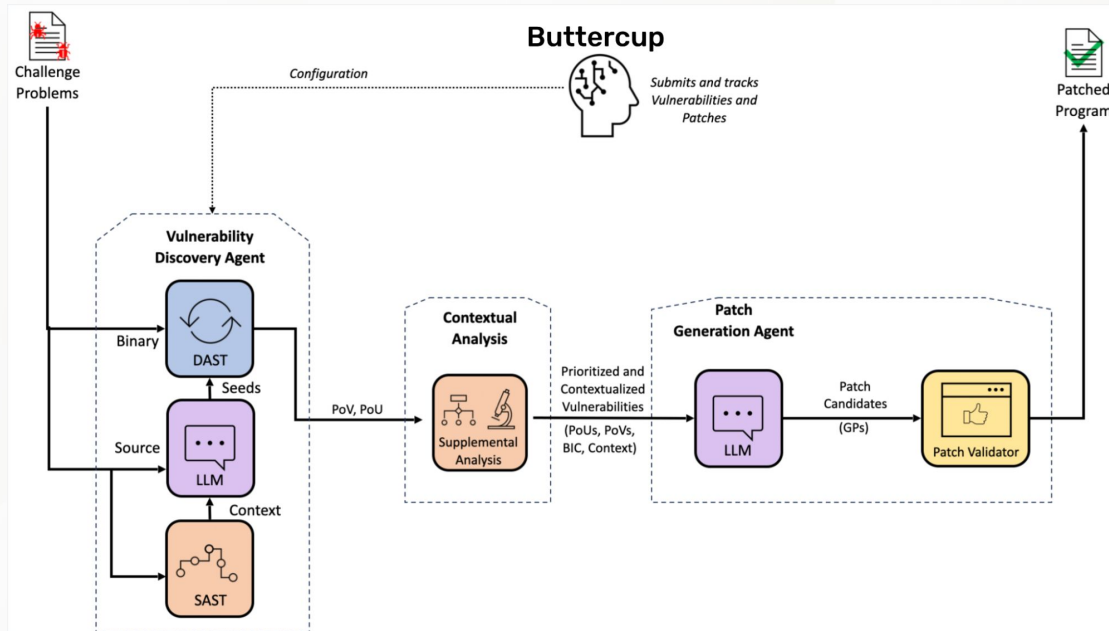 Buttercup
Challenge
Problems
Configuration
Submits and tracks
Vulnerabilities and
Patches
Patched
Program
Vulnerability
Discovery Agent
Binary
DAST
Seeds
Source
LLM
Context
SAST
PoV, PoU
Contextual
Analysis
Supplemental
Analysis
Prioritized and
Contextualized
Vulnerabilities
(PoUs, PoVs,
BIC, Context)
Patch
Generation Agent
LLM
Patch
Candidates
(GPs)
Patch Validator